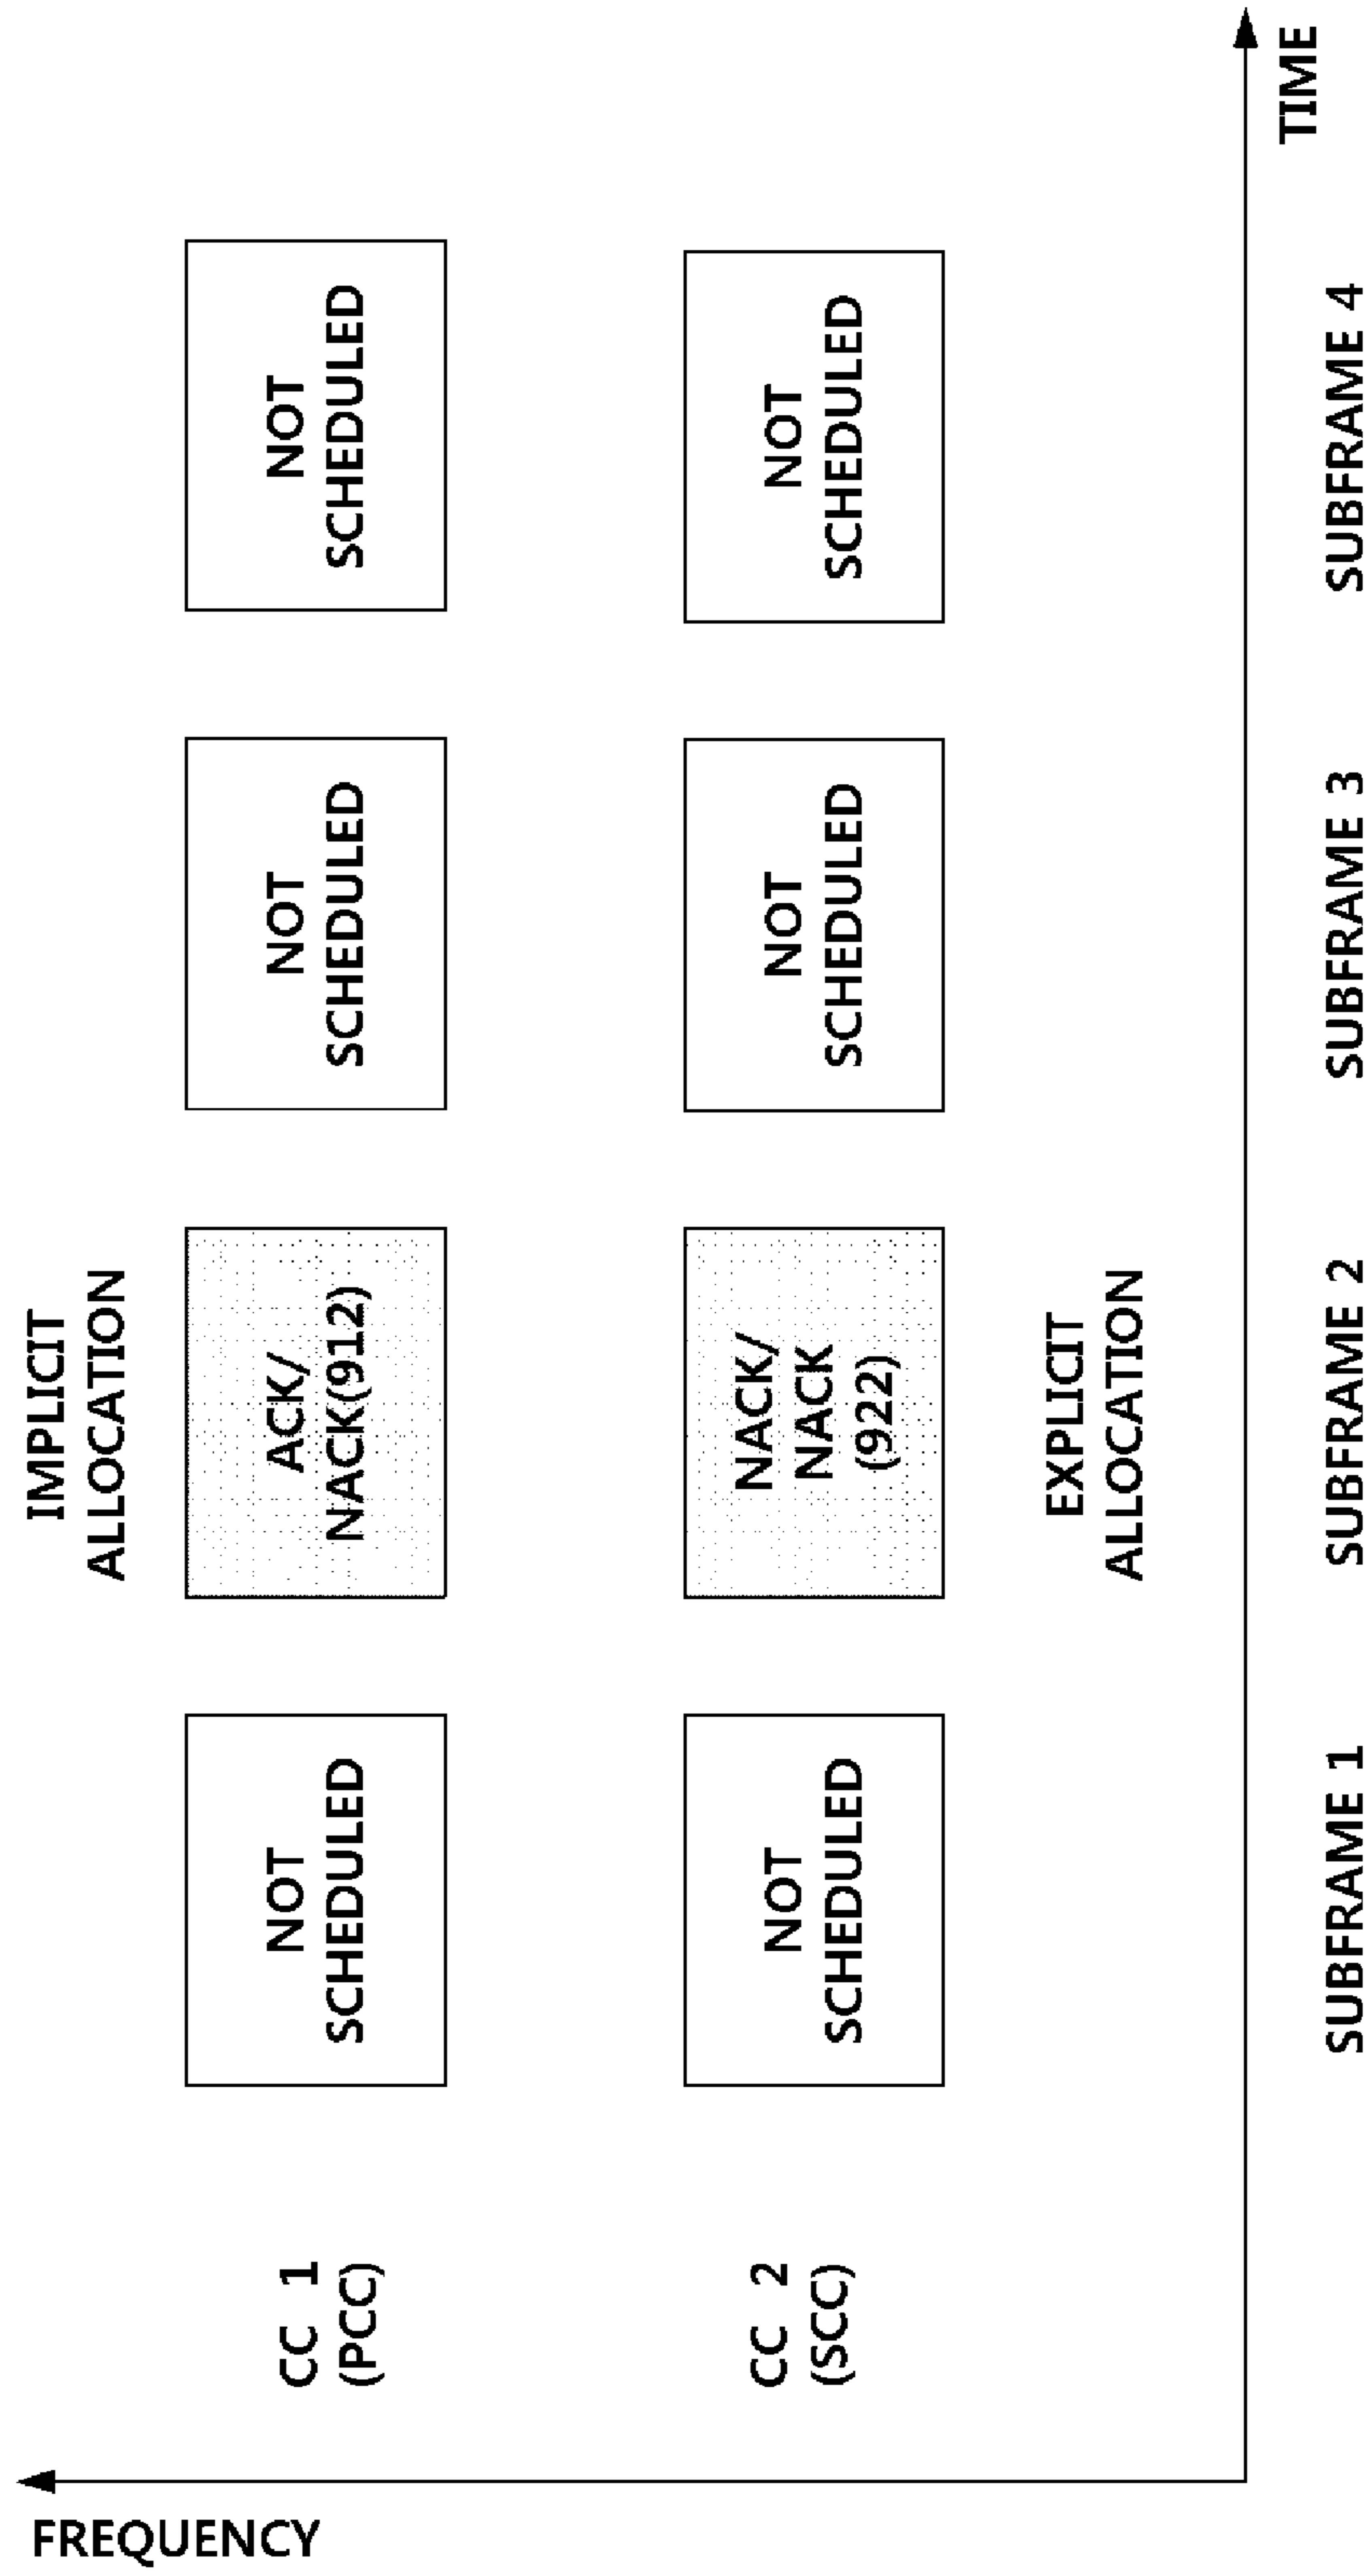 FREQUENCY
IMPLICIT
ALLOCATION
CC 1
(PCC)
NOT
SCHEDULED
ACK/
NACK(912)
NOT
SCHEDULED
NOT
SCHEDULED
CC 2
(SCC)
NOT
SCHEDULED
NACK/
NACK
(922)
NOT
SCHEDULED
NOT
SCHEDULED
EXPLICIT
ALLOCATION
TIME
SUBFRAME 1
SUBFRAME 2
SUBFRAME 3
SUBFRAME 4